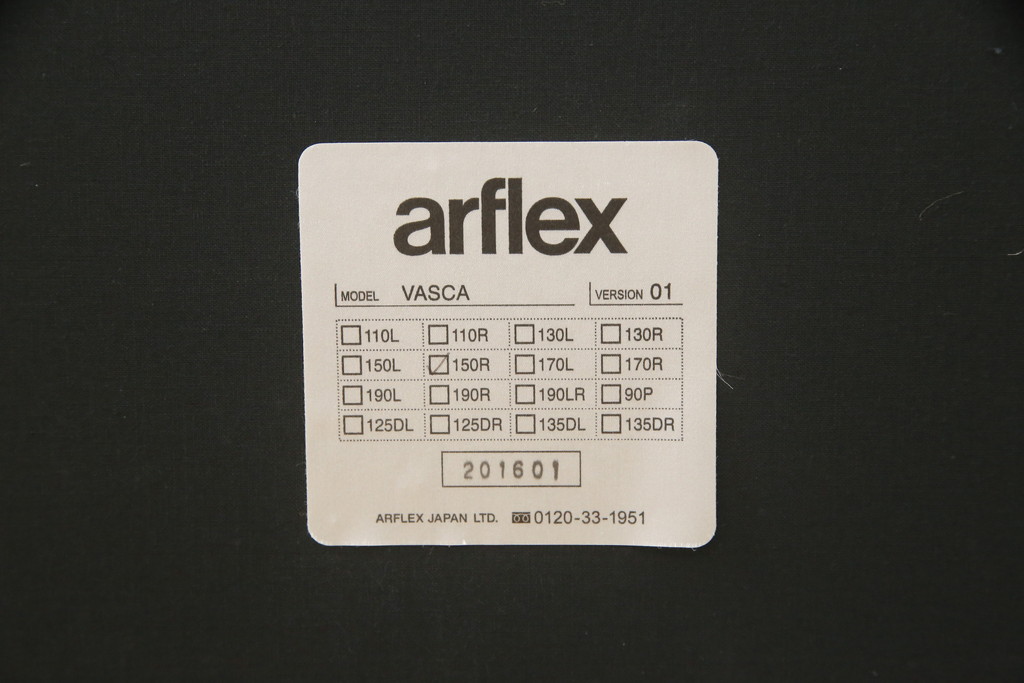 arflex
MODEL VASCA VERSION 01
110L 110R 130L 130R
150L 150R 170L 170R
190L 190R 190LR 90P
125DL 125DR 135DL 135DR
201601
ARFLEX JAPAN LTD. 0120-33-1951